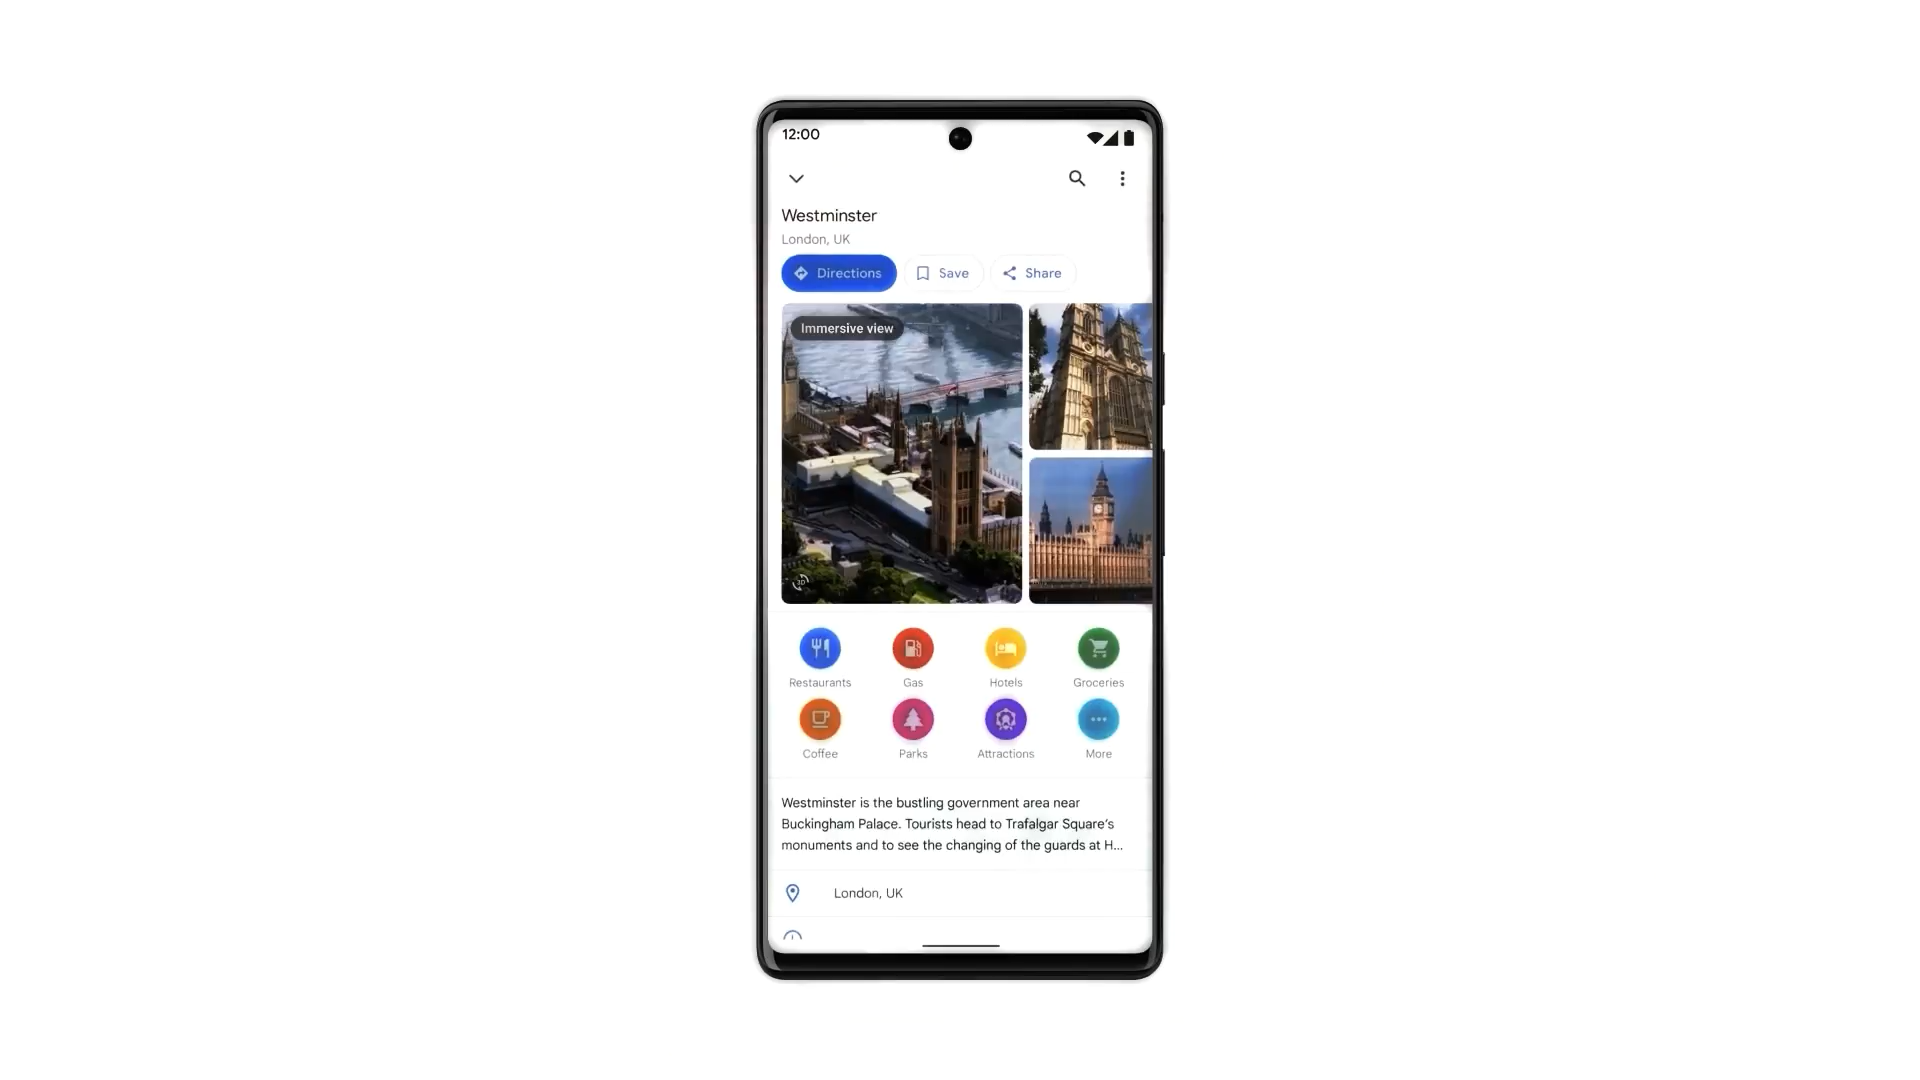 12:00
Westminster
London, UK
Directions
Save
Share
Immersive view
3D
Restaurants
Gas
Hotels
Groceries
Coffee
Parks
Attractions
More
Westminster is the bustling government area near
Buckingham Palace. Tourists head to Trafalgar Square's
monuments and to see the changing of the guards at H...
London, UK